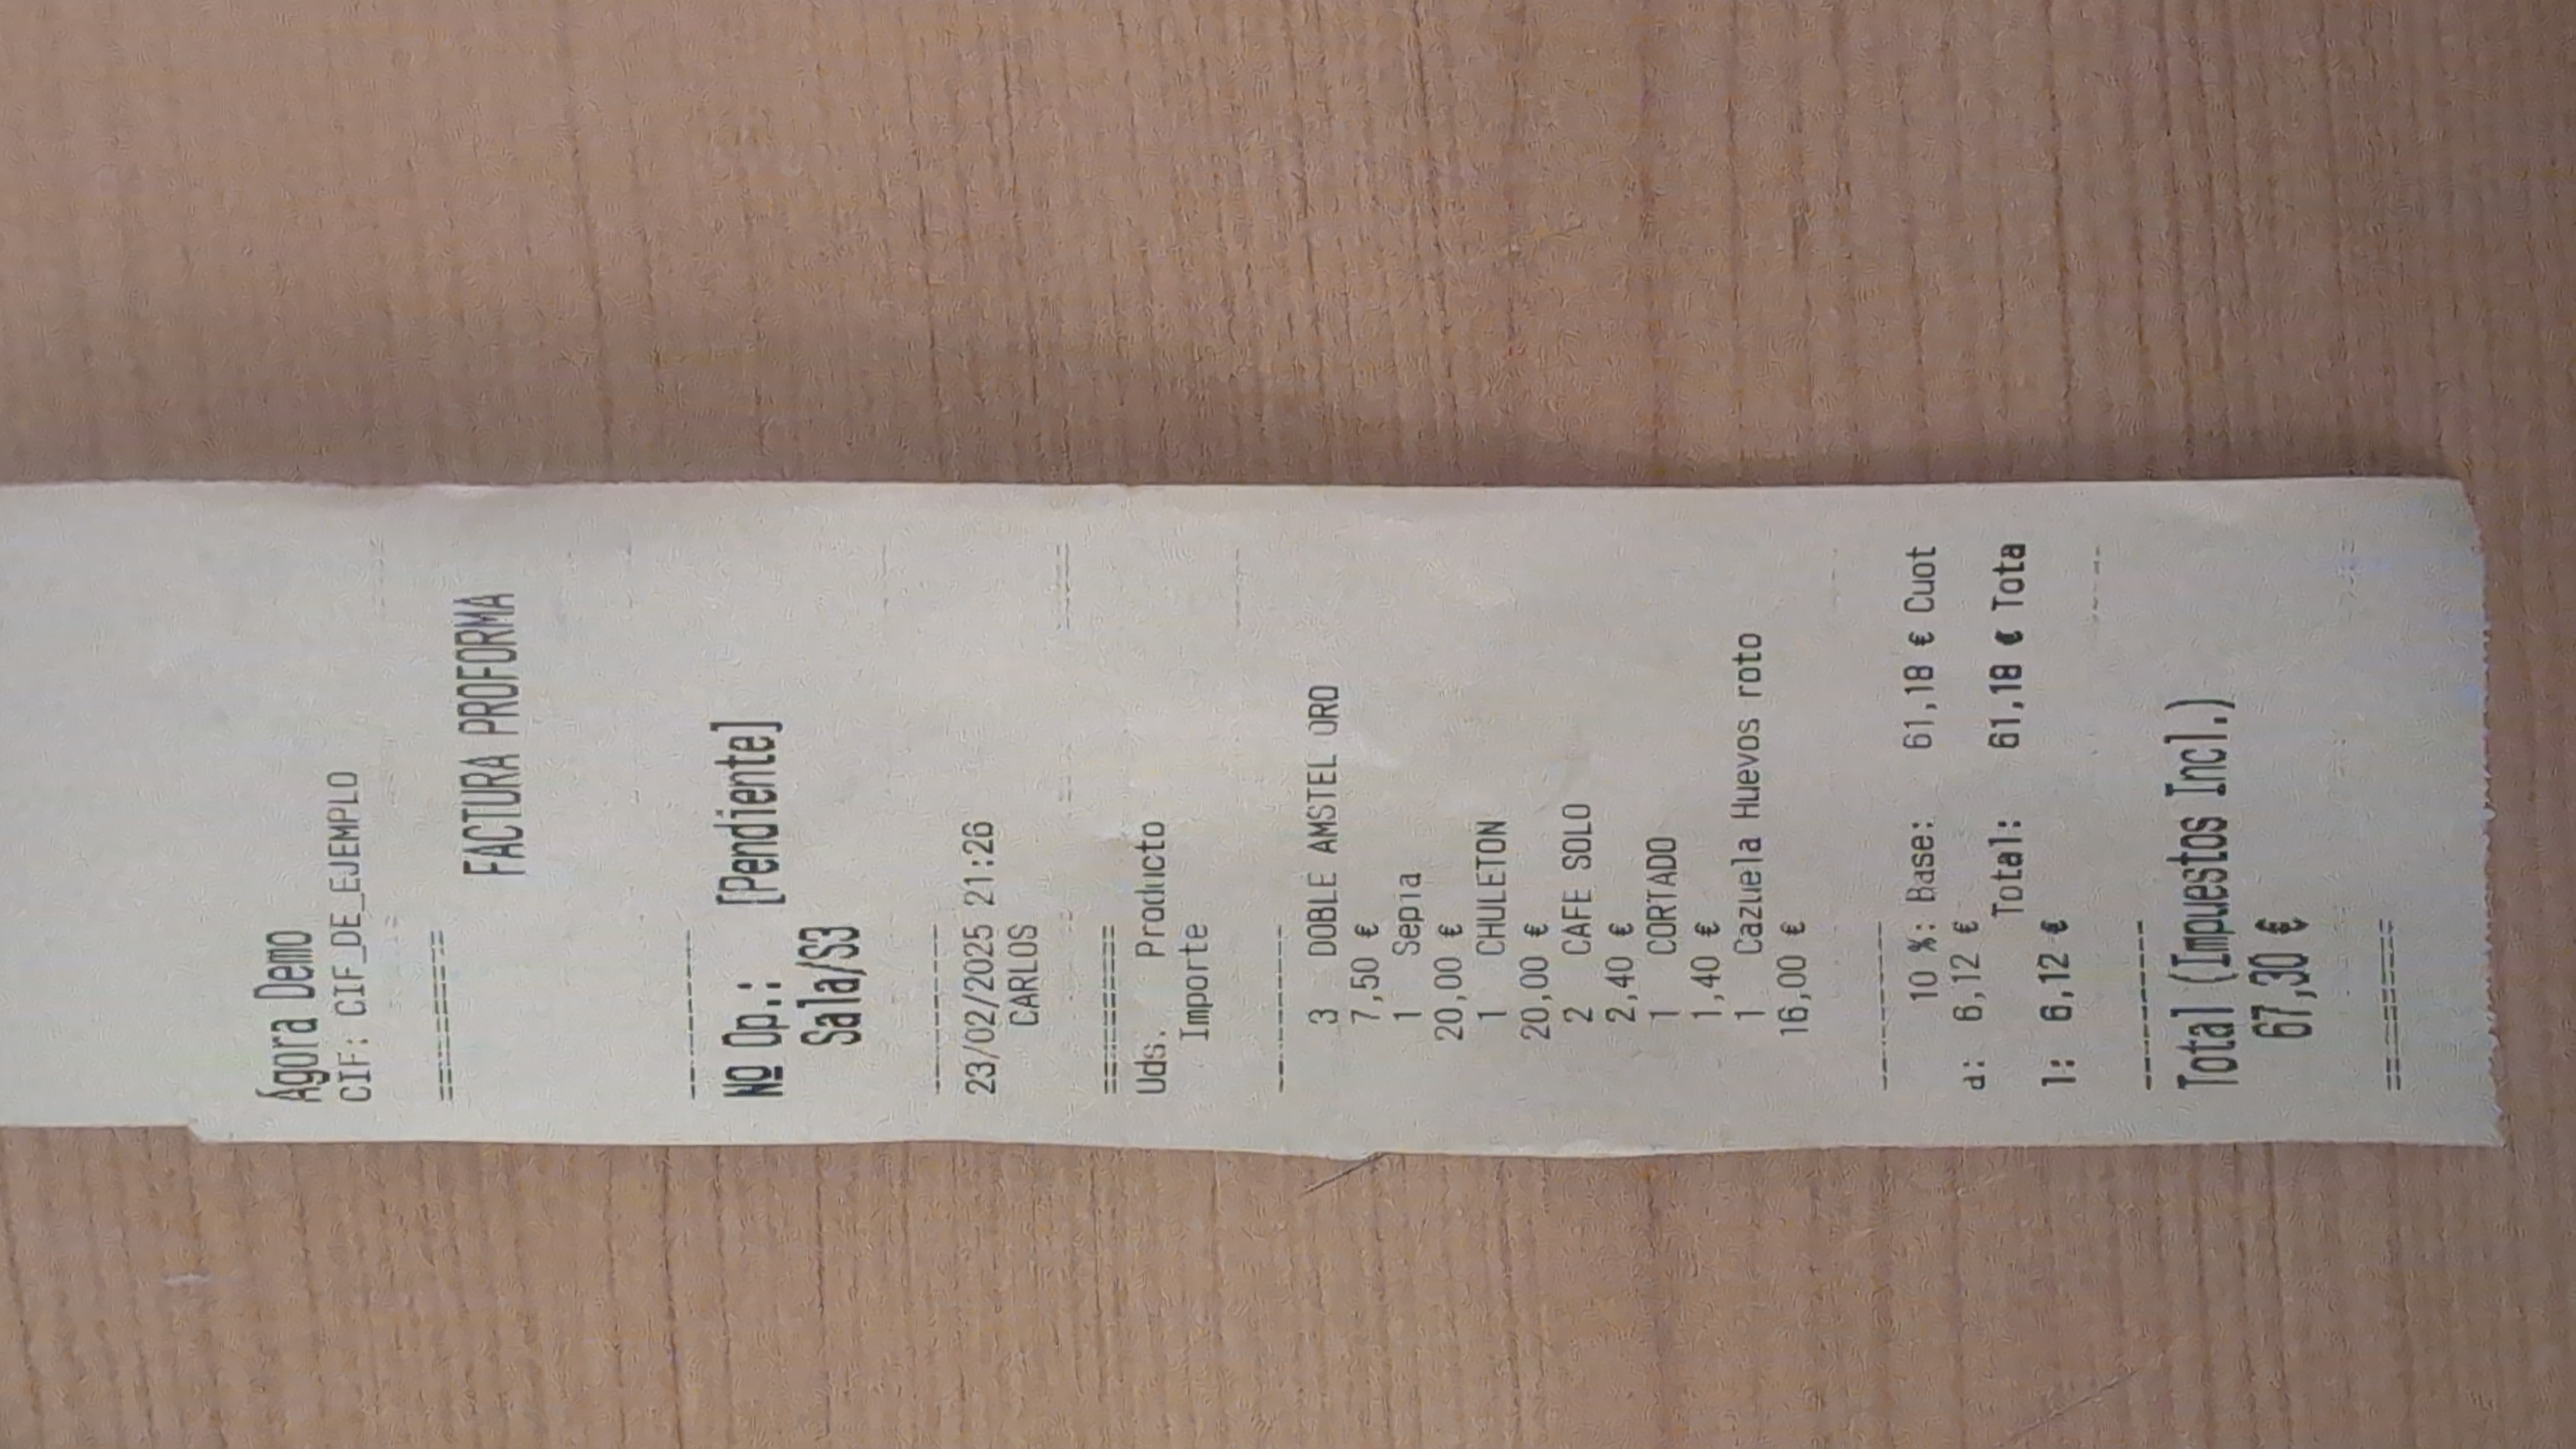 Ágora Demo
CIF: CIF_DE_EJEMPLO
==========
FACTURA PROFORMA
----------
Nº Op.: [Pendiente]
Sala/S3
----------
23/02/2025 21:26
CARLOS
==========
Uds. Producto
Importe
----------
3 DOBLE AMSTEL ORO
7,50 €
1 Sepia
20,00 €
1 CHULETON
20,00 €
2 CAFE SOLO
2,40 €
1 CORTADO
1,40 €
1 Cazuela Huevos roto
16,00 €
----------
10 %: Base: 61,18 € Cuot
a: 6,12 €
Total: 61,18 € Tota
l: 6,12 €
----------
Total (Impuestos Incl.)
67,30 €
==========